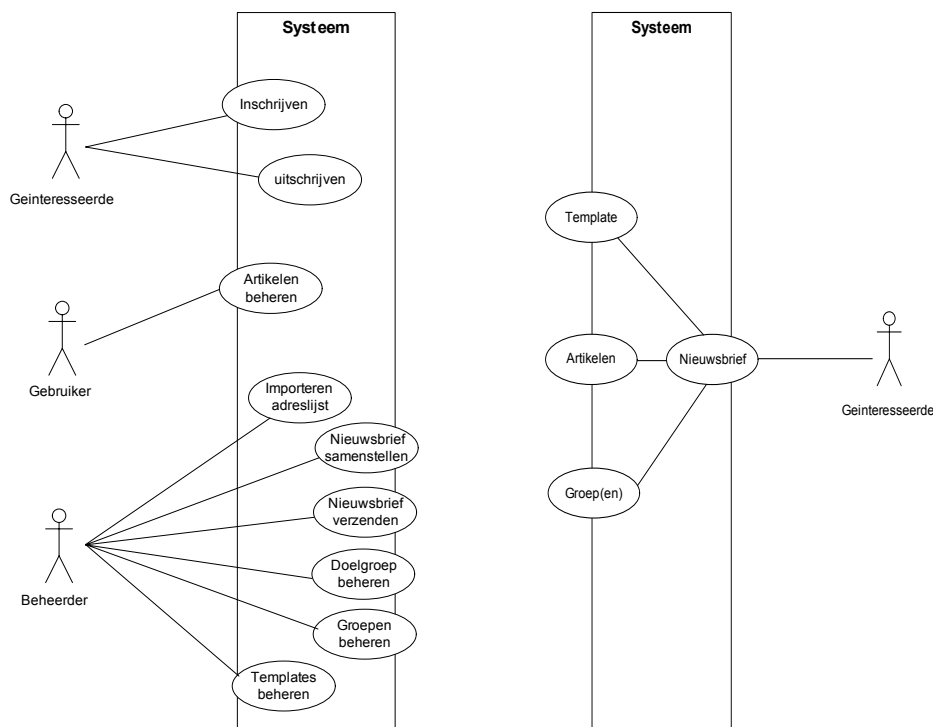 Systeem
Inschrijven
uitschrijven
Geinteresseerde
Artikelen
beheren
Gebruiker
Importeren
adreslijst
Nieuwsbrief
samenstellen
Nieuwsbrief
verzenden
Doelgroep
beheren
Groepen
beheren
Templates
beheren
Beheerder
Systeem
Template
Artikelen
Nieuwsbrief
Groep(en)
Geinteresseerde